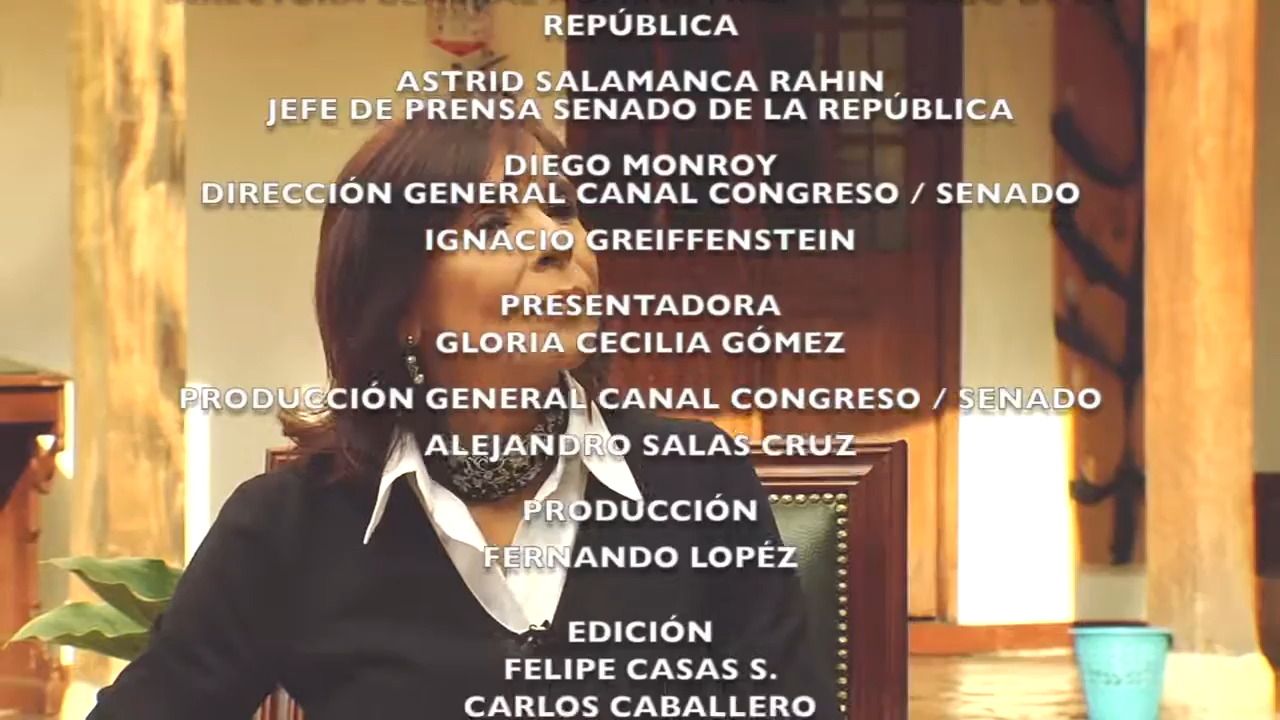 REPÚBLICA
ASTRID SALAMANCA RAHIN
JEFE DE PRENSA SENADO DE LA REPÚBLICA
DIEGO MONROY
DIRECCIÓN GENERAL CANAL CONGRESO / SENADO
IGNACIO GREIFFENSTEIN
PRESENTADORA
GLORIA CECILIA GÓMEZ
PRODUCCIÓN GENERAL CANAL CONGRESO / SENADO
ALEJANDRO SALAS CRUZ
PRODUCCIÓN
FERNANDO LOPÉZ
EDICIÓN
FELIPE CASAS S.
CARLOS CABALLERO